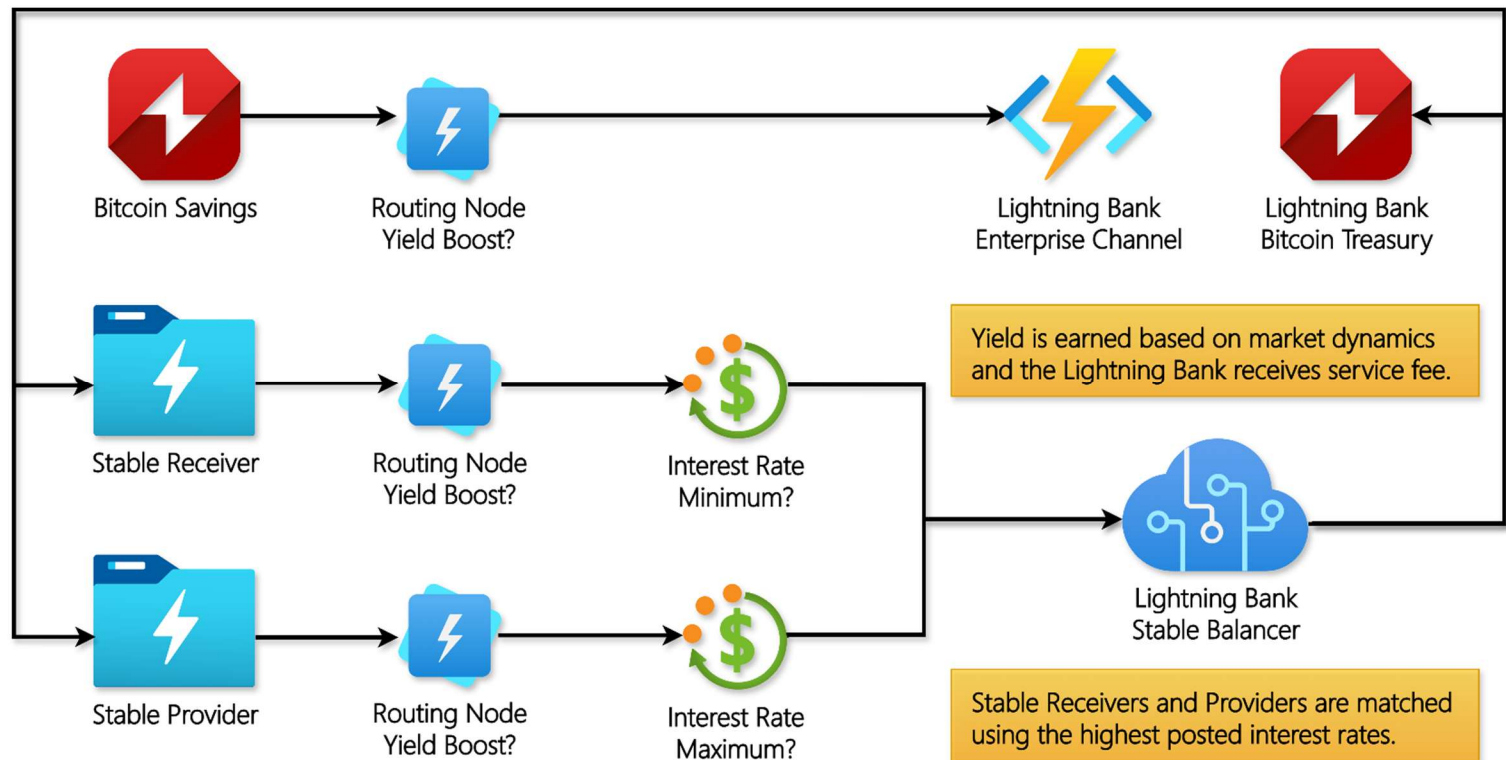 Bitcoin Savings
Routing Node
Yield Boost?
Lightning Bank
Enterprise Channel
Lightning Bank
Bitcoin Treasury
Yield is earned based on market dynamics
and the Lightning Bank receives service fee.
Stable Receiver
Routing Node
Yield Boost?
$
Interest Rate
Minimum?
Lightning Bank
Stable Balancer
Stable Provider
Routing Node
Yield Boost?
$
Interest Rate
Maximum?
Stable Receivers and Providers are matched
using the highest posted interest rates.